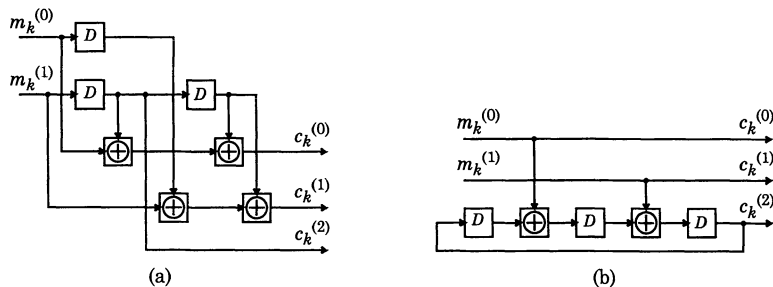 m_k^(0) D
m_k^(1) D D
c_k^(0)
c_k^(1)
c_k^(2)
(a)
m_k^(0) c_k^(0)
m_k^(1) c_k^(1)
D D D c_k^(2)
(b)